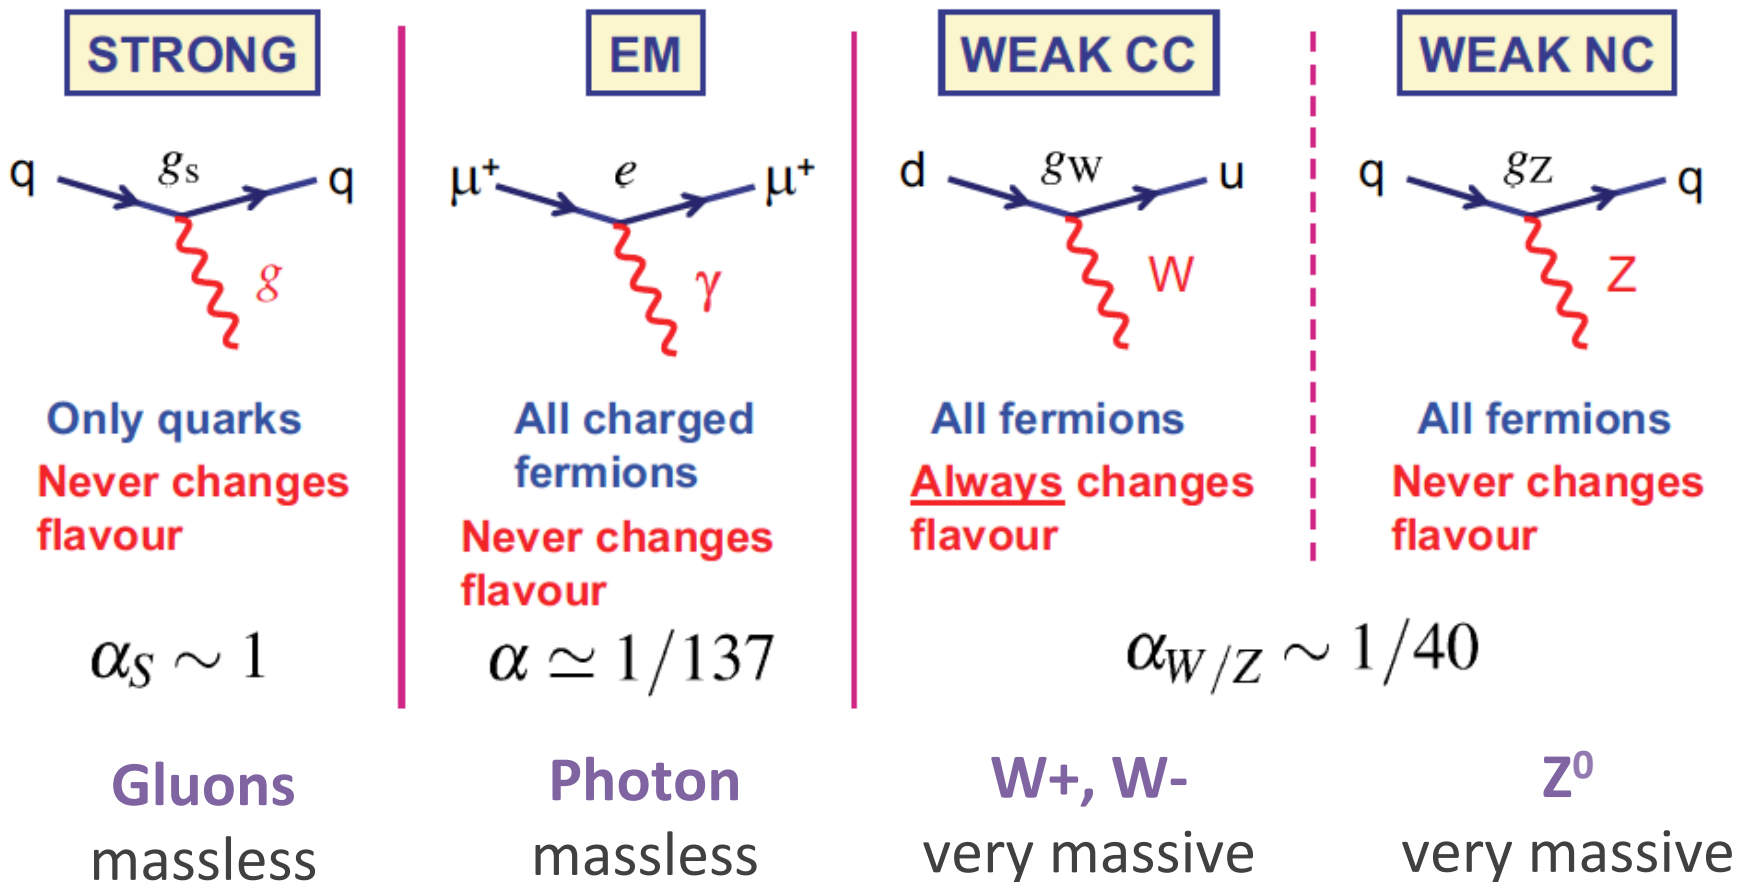 STRONG
q gs q
g
Only quarks
Never changes
flavour
αS ∼ 1
Gluons
massless
EM
μ+ e μ+
γ
All charged
fermions
Never changes
flavour
α ≃ 1/137
Photon
massless
WEAK CC
d gW u
W
All fermions
Always changes
flavour
WEAK NC
q gZ q
Z
All fermions
Never changes
flavour
αW/Z ∼ 1/40
W+, W-
very massive
Z⁰
very massive